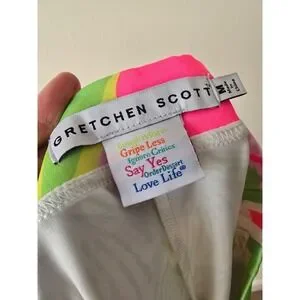 GRETCHEN SCOTT
M
Gripe Less
Ignore Critics
Say Yes
Order Dessert
Love Life